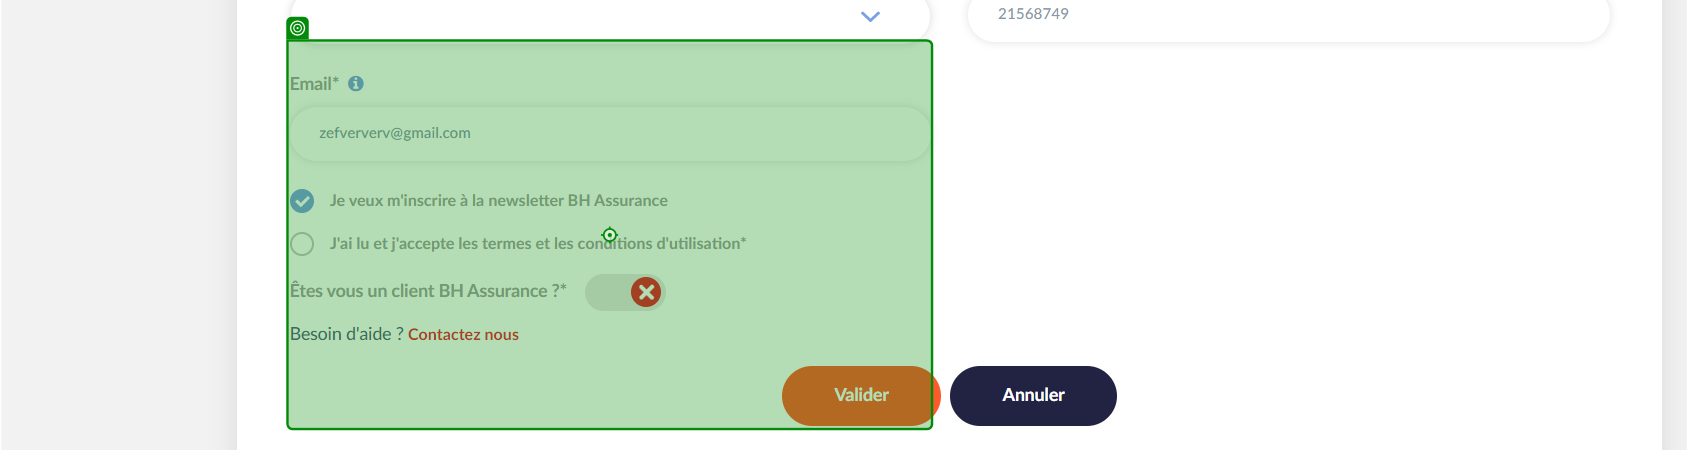 21568749
Email*
zefververv@gmail.com
Je veux m'inscrire à la newsletter BH Assurance
J'ai lu et j'accepte les termes et les conditions d'utilisation*
Êtes vous un client BH Assurance ?*
Besoin d'aide ? Contactez nous
Valider Annuler